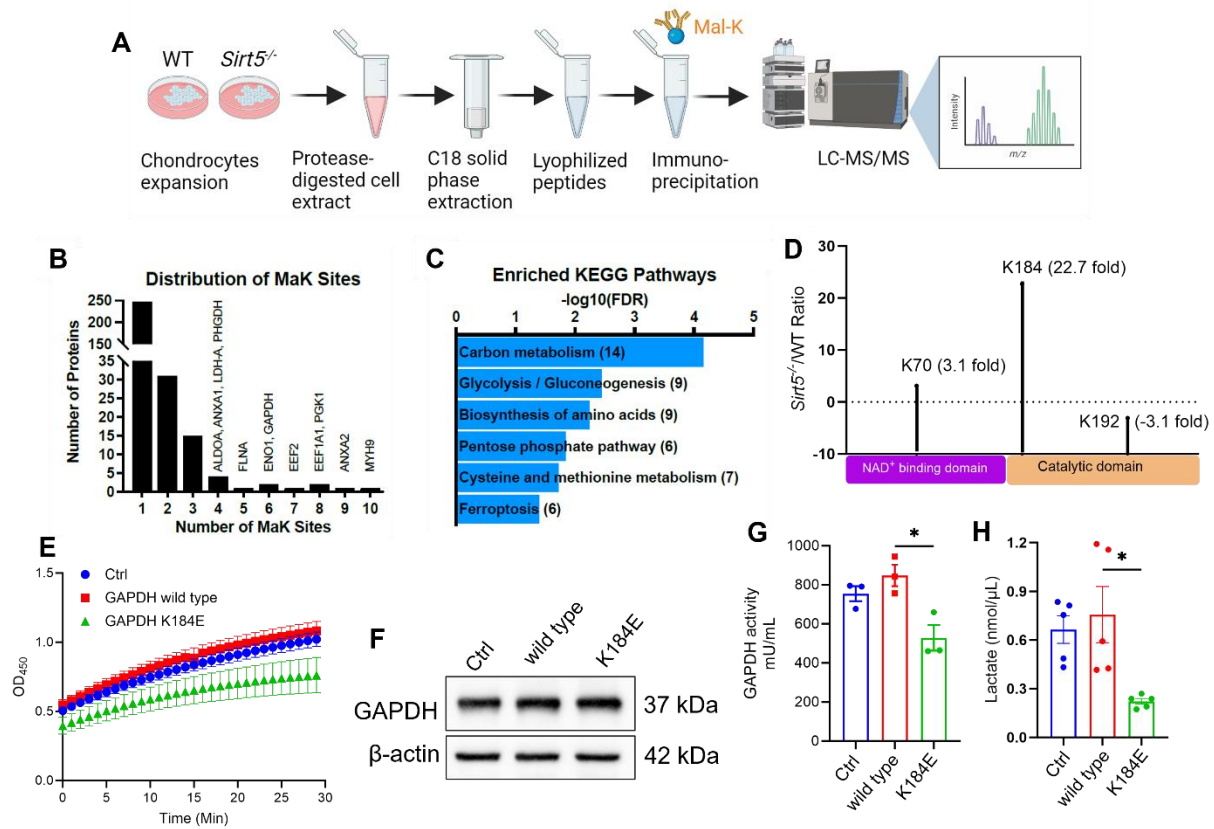 A
WT
Sirt5-/-
Mal-K
Chondrocytes
expansion
Protease-
digested cell
extract
C18 solid
phase
extraction
Lyophilized
peptides
Immuno-
precipitation
LC-MS/MS
Intensity
m/z
B
Distribution of MaK Sites
Number of Proteins
250
200
150
100
50
35
30
25
20
15
10
5
0
ALDOA, ANXA1, LDH-A, PHGDH
FLNA
ENO1, GAPDH
EEF2
EEF1A1, PGK1
ANXA2
MYH9
1 2 3 4 5 6 7 8 9 10
Number of MaK Sites
C
Enriched KEGG Pathways
-log10(FDR)
0 1 2 3 4 5
Carbon metabolism (14)
Glycolysis / Gluconeogenesis (9)
Biosynthesis of amino acids (9)
Pentose phosphate pathway (6)
Cysteine and methionine metabolism (7)
Ferroptosis (6)
D
Sirt5-/-/WT Ratio
30
20
10
0
-10
K184 (22.7 fold)
K70 (3.1 fold)
K192 (-3.1 fold)
NAD+ binding domain
Catalytic domain
E
Ctrl
GAPDH wild type
GAPDH K184E
OD450
1.5
1.0
0.5
0.0
0 5 10 15 20 25 30
Time (Min)
F
Ctrl
wild type
K184E
GAPDH
37 kDa
β-actin
42 kDa
G
GAPDH activity
mU/mL
1000
800
600
400
200
0
*
Ctrl
wild type
K184E
H
Lactate (nmol/μL)
1.2
0.9
0.6
0.3
0.0
*
Ctrl
wild type
K184E